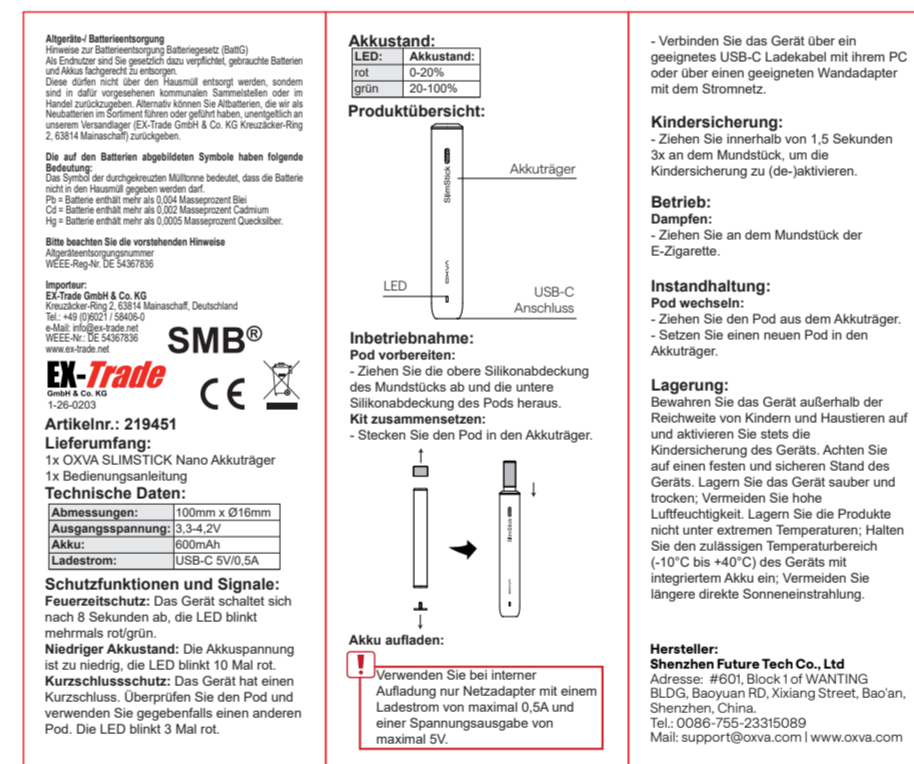 Altgeräte-/ Batterieentsorgung
Hinweise zur Batterieentsorgung Batteriegesetz (BattG)
Als Endnutzer sind Sie gesetzlich dazu verpflichtet, gebrauchte Batterien
und Akkus fachgerecht zu entsorgen.
Diese dürfen nicht über den Hausmüll entsorgt werden, sondern
sind in dafür vorgesehenen kommunalen Sammelstellen oder im
Handel zurückzugeben. Alternativ können Sie Altbatterien, die wir als
Neubatterien im Sortiment führen oder geführt haben, unentgeltlich an
unserem Versandlager (EX-Trade GmbH & Co. KG Kreuzäcker-Ring
2, 63814 Mainaschaff) zurückgeben.
Die auf den Batterien abgebildeten Symbole haben folgende
Bedeutung:
Das Symbol der durchgekreuzten Mülltonne bedeutet, dass die Batterie
nicht in den Hausmüll gegeben werden darf.
Pb = Batterie enthält mehr als 0,004 Masseprozent Blei
Cd = Batterie enthält mehr als 0,002 Masseprozent Cadmium
Hg = Batterie enthält mehr als 0,0005 Masseprozent Quecksilber.
Bitte beachten Sie die vorstehenden Hinweise
Altgeräteentsorgungsnummer
WEEE-Reg-Nr. DE 54367836
Importeur:
EX-Trade GmbH & Co. KG
Kreuzäcker-Ring 2, 63814 Mainaschaff, Deutschland
Tel.: +49 (0)6021 / 58406-0
e-Mail: info@ex-trade.net
WEEE-Nr.: DE 54367836
www.ex-trade.net
SMB®
EX-Trade
GmbH & Co. KG
CE
1-26-0203
Artikelnr.: 219451
Lieferumfang:
1x OXVA SLIMSTICK Nano Akkuträger
1x Bedienungsanleitung
Technische Daten:
Abmessungen: 100mm x Ø16mm
Ausgangsspannung: 3,3-4,2V
Akku: 600mAh
Ladestrom: USB-C 5V/0,5A
Schutzfunktionen und Signale:
Feuerzeitschutz: Das Gerät schaltet sich
nach 8 Sekunden ab, die LED blinkt
mehrmals rot/grün.
Niedriger Akkustand: Die Akkuspannung
ist zu niedrig, die LED blinkt 10 Mal rot.
Kurzschlussschutz: Das Gerät hat einen
Kurzschluss. Überprüfen Sie den Pod und
verwenden Sie gegebenfalls einen anderen
Pod. Die LED blinkt 3 Mal rot.
Akkustand:
LED: Akkustand:
rot 0-20%
grün 20-100%
Produktübersicht:
Akkuträger
SlimStick
OXVA
LED
USB-C
Anschluss
Inbetriebnahme:
Pod vorbereiten:
- Ziehen Sie die obere Silikonabdeckung
des Mundstücks ab und die untere
Silikonabdeckung des Pods heraus.
Kit zusammensetzen:
- Stecken Sie den Pod in den Akkuträger.
SlimStick
OXVA
Akku aufladen:
!
Verwenden Sie bei interner
Aufladung nur Netzadapter mit einem
Ladestrom von maximal 0,5A und
einer Spannungsausgabe von
maximal 5V.
- Verbinden Sie das Gerät über ein
geeignetes USB-C Ladekabel mit ihrem PC
oder über einen geeigneten Wandadapter
mit dem Stromnetz.
Kindersicherung:
- Ziehen Sie innerhalb von 1,5 Sekunden
3x an dem Mundstück, um die
Kindersicherung zu (de-)aktivieren.
Betrieb:
Dampfen:
- Ziehen Sie an dem Mundstück der
E-Zigarette.
Instandhaltung:
Pod wechseln:
- Ziehen Sie den Pod aus dem Akkuträger.
- Setzen Sie einen neuen Pod in den
Akkuträger.
Lagerung:
Bewahren Sie das Gerät außerhalb der
Reichweite von Kindern und Haustieren auf
und aktivieren Sie stets die
Kindersicherung des Geräts. Achten Sie
auf einen festen und sicheren Stand des
Geräts. Lagern Sie das Gerät sauber und
trocken; Vermeiden Sie hohe
Luftfeuchtigkeit. Lagern Sie die Produkte
nicht unter extremen Temperaturen; Halten
Sie den zulässigen Temperaturbereich
(-10°C bis +40°C) des Geräts mit
integriertem Akku ein; Vermeiden Sie
längere direkte Sonneneinstrahlung.
Hersteller:
Shenzhen Future Tech Co., Ltd
Adresse: #601, Block 1 of WANTING
BLDG, Baoyuan RD, Xixiang Street, Bao'an,
Shenzhen, China.
Tel.: 0086-755-23315089
Mail: support@oxva.com | www.oxva.com